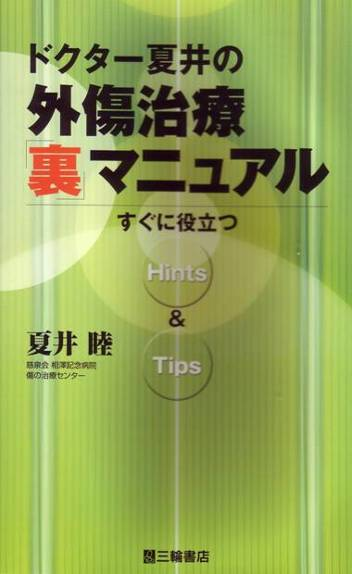 ドクター夏井の
外傷治療
「裏」マニュアル
すぐに役立つ
Hints
&
Tips
夏井 睦
慈泉会 相澤記念病院
傷の治療センター
三輪書店